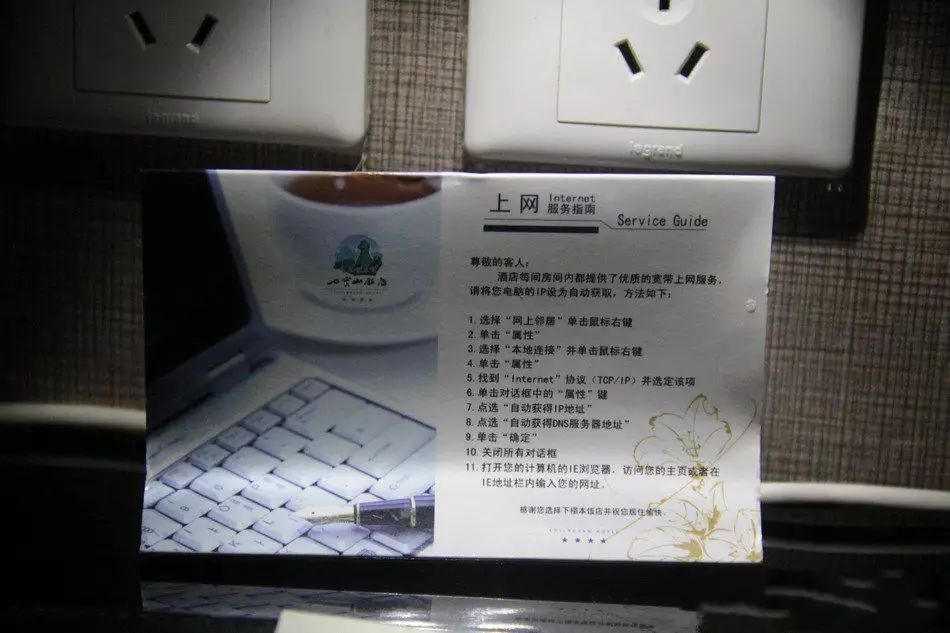 legrand
legrand
上网
Internet
服务指南
Service Guide
尊敬的客人：
酒店每间房间内都提供了优质的宽带上网服务，
请将您电脑的IP设为自动获取，方法如下：
1. 选择“网上邻居”单击鼠标右键
2. 单击“属性”
3. 选择“本地连接”并单击鼠标右键
4. 单击“属性”
5. 找到“Internet”协议（TCP/IP）并选定该项
6. 单击对话框中的“属性”键
7. 点选“自动获得IP地址”
8. 点选“自动获得DNS服务器地址”
9. 单击“确定”
10. 关闭所有对话框
11. 打开您的计算机的IE浏览器，访问您的主页或者在
IE地址栏内输入您的网址。
感谢您选择下榻本饭店并祝您居住愉快。